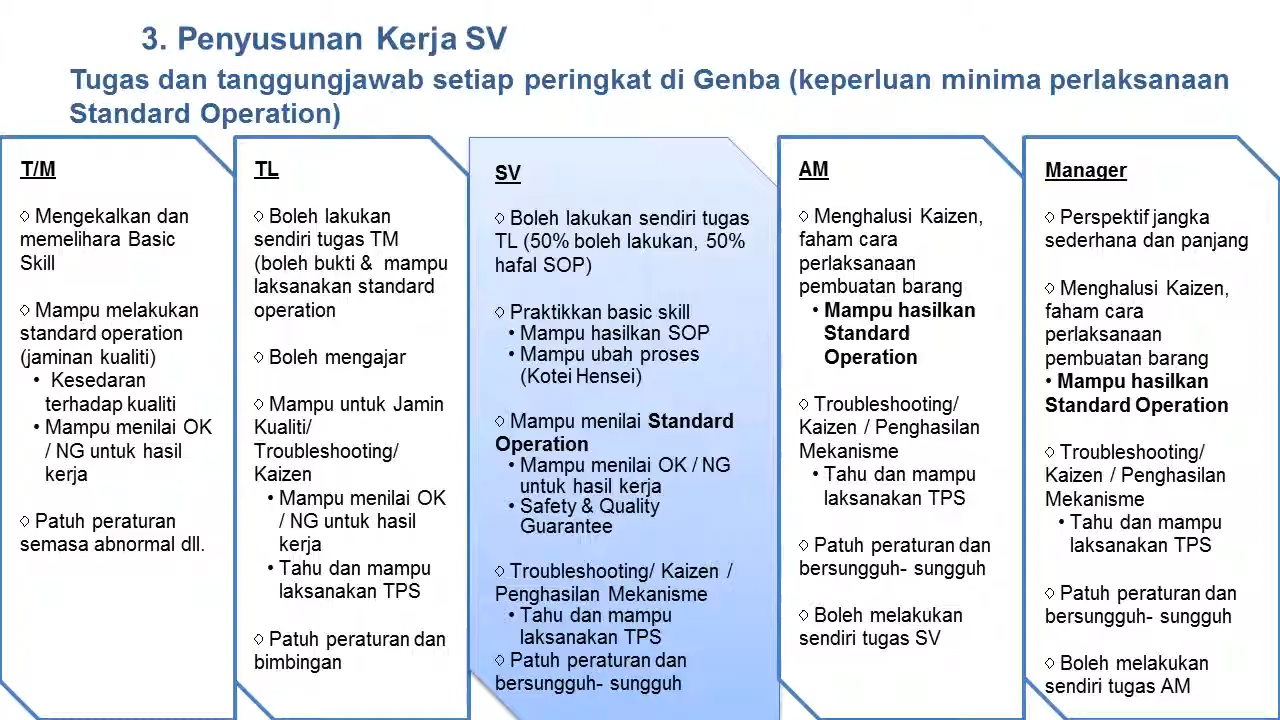 3. Penyusunan Kerja SV
Tugas dan tanggungjawab setiap peringkat di Genba (keperluan minima perlaksanaan
Standard Operation)
T/M
◊ Mengekalkan dan
memelihara Basic
Skill
◊ Mampu melakukan
standard operation
(jaminan kualiti)
• Kesedaran
terhadap kualiti
• Mampu menilai OK
/ NG untuk hasil
kerja
◊ Patuh peraturan
semasa abnormal dll.
TL
◊ Boleh lakukan
sendiri tugas TM
(boleh bukti & mampu
laksanakan standard
operation
◊ Boleh mengajar
◊ Mampu untuk Jamin
Kualiti/
Troubleshooting/
Kaizen
• Mampu menilai OK
/ NG untuk hasil
kerja
• Tahu dan mampu
laksanakan TPS
◊ Patuh peraturan dan
bimbingan
SV
◊ Boleh lakukan sendiri tugas
TL (50% boleh lakukan, 50%
hafal SOP)
◊ Praktikkan basic skill
• Mampu hasilkan SOP
• Mampu ubah proses
(Kotei Hensei)
◊ Mampu menilai Standard
Operation
• Mampu menilai OK / NG
untuk hasil kerja
• Safety & Quality
Guarantee
◊ Troubleshooting/ Kaizen /
Penghasilan Mekanisme
• Tahu dan mampu
laksanakan TPS
◊ Patuh peraturan dan
bersungguh- sungguh
AM
◊ Menghalusi Kaizen,
faham cara
perlaksanaan
pembuatan barang
• Mampu hasilkan
Standard
Operation
◊ Troubleshooting/
Kaizen / Penghasilan
Mekanisme
• Tahu dan mampu
laksanakan TPS
◊ Patuh peraturan dan
bersungguh- sungguh
◊ Boleh melakukan
sendiri tugas SV
Manager
◊ Perspektif jangka
sederhana dan panjang
◊ Menghalusi Kaizen,
faham cara
perlaksanaan
pembuatan barang
• Mampu hasilkan
Standard Operation
◊ Troubleshooting/
Kaizen / Penghasilan
Mekanisme
• Tahu dan mampu
laksanakan TPS
◊ Patuh peraturan dan
bersungguh- sungguh
◊ Boleh melakukan
sendiri tugas AM